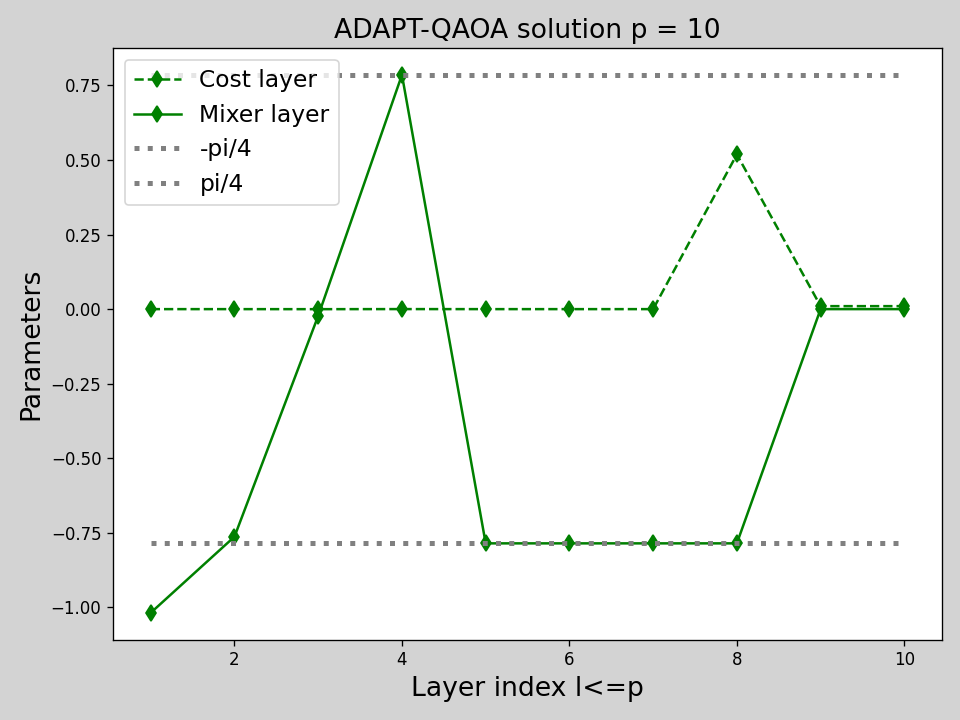 ADAPT-QAOA solution p = 10
Cost layer
Mixer layer
-pi/4
pi/4
0.75
0.50
0.25
0.00
−0.25
−0.50
−0.75
−1.00
Parameters
2 4 6 8 10
Layer index l<=p